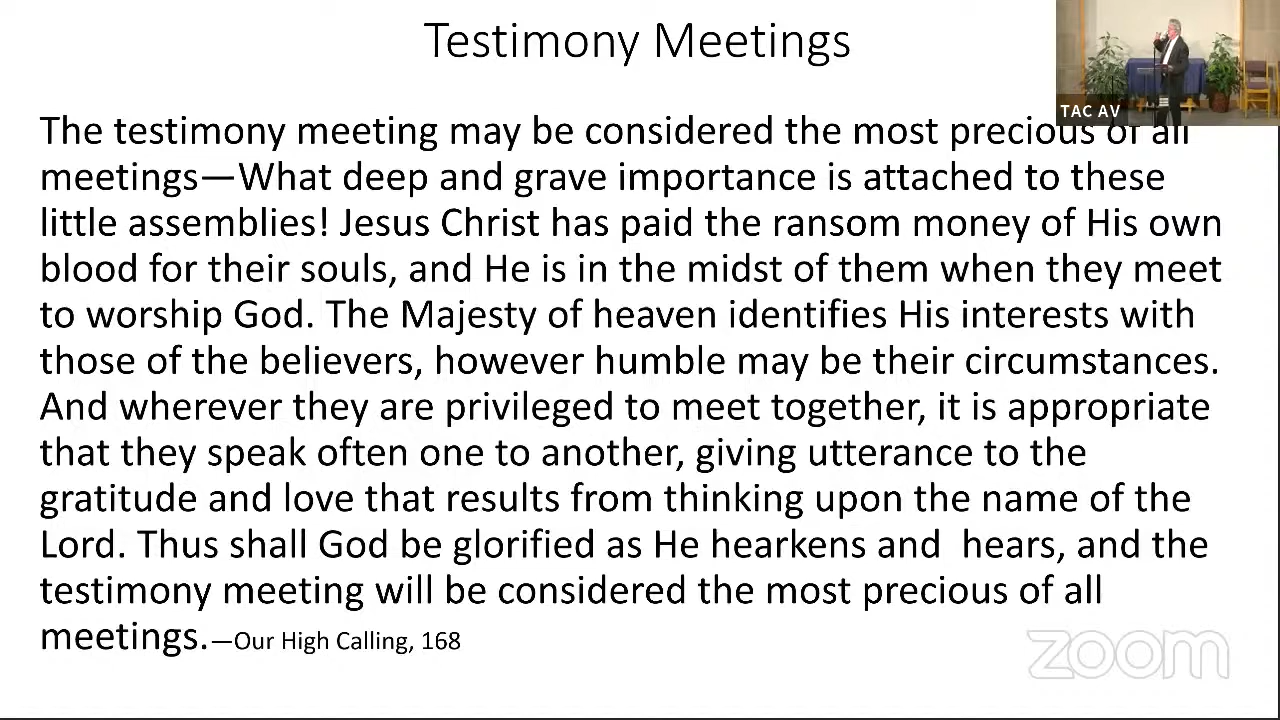 Testimony Meetings
TAC AV
The testimony meeting may be considered the most precious of all
meetings—What deep and grave importance is attached to these
little assemblies! Jesus Christ has paid the ransom money of His own
blood for their souls, and He is in the midst of them when they meet
to worship God. The Majesty of heaven identifies His interests with
those of the believers, however humble may be their circumstances.
And wherever they are privileged to meet together, it is appropriate
that they speak often one to another, giving utterance to the
gratitude and love that results from thinking upon the name of the
Lord. Thus shall God be glorified as He hearkens and  hears, and the
testimony meeting will be considered the most precious of all
meetings.—Our High Calling, 168
zoom